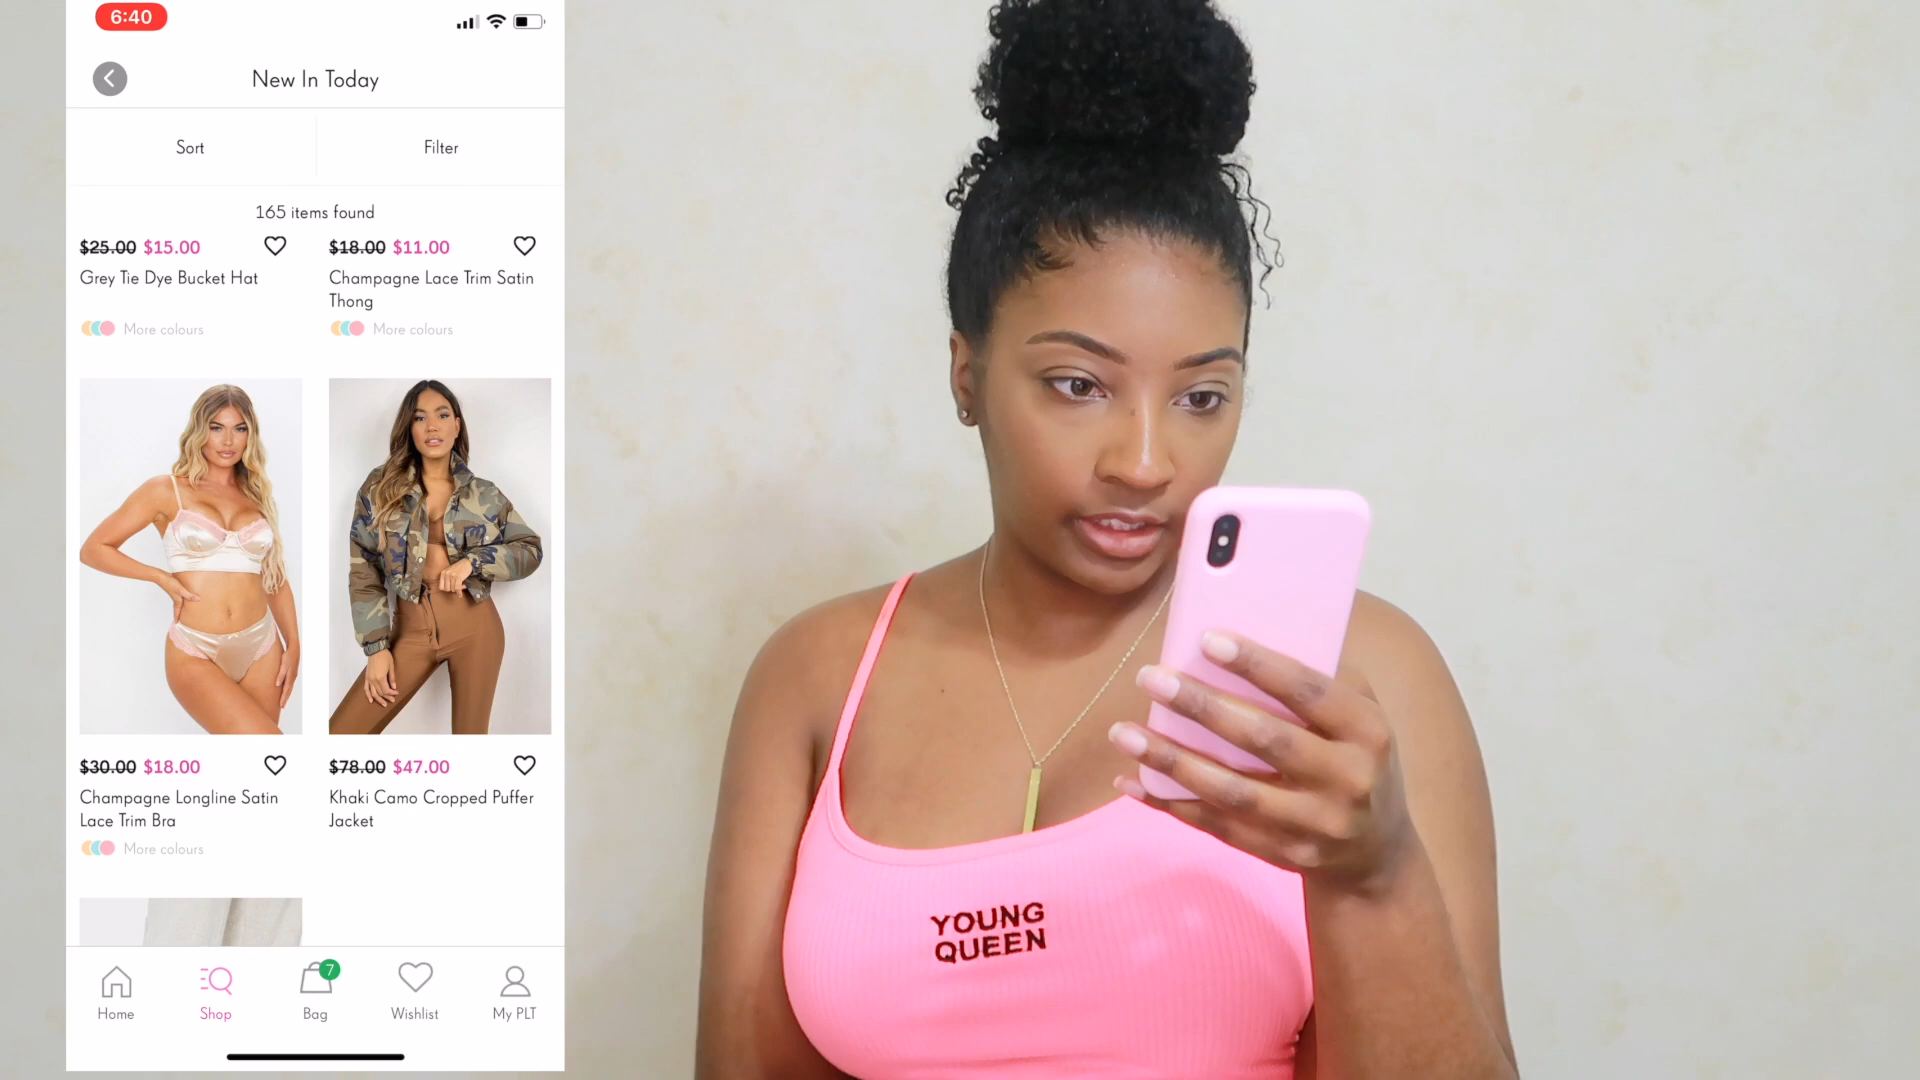 6:40
New In Today
Sort
Filter
165 items found
$25.00 $15.00
Grey Tie Dye Bucket Hat
More colours
$18.00 $11.00
Champagne Lace Trim Satin
Thong
More colours
$30.00 $18.00
Champagne Longline Satin
Lace Trim Bra
More colours
$78.00 $47.00
Khaki Camo Cropped Puffer
Jacket
Home
Shop
7
Bag
Wishlist
My PLT
YOUNG
QUEEN